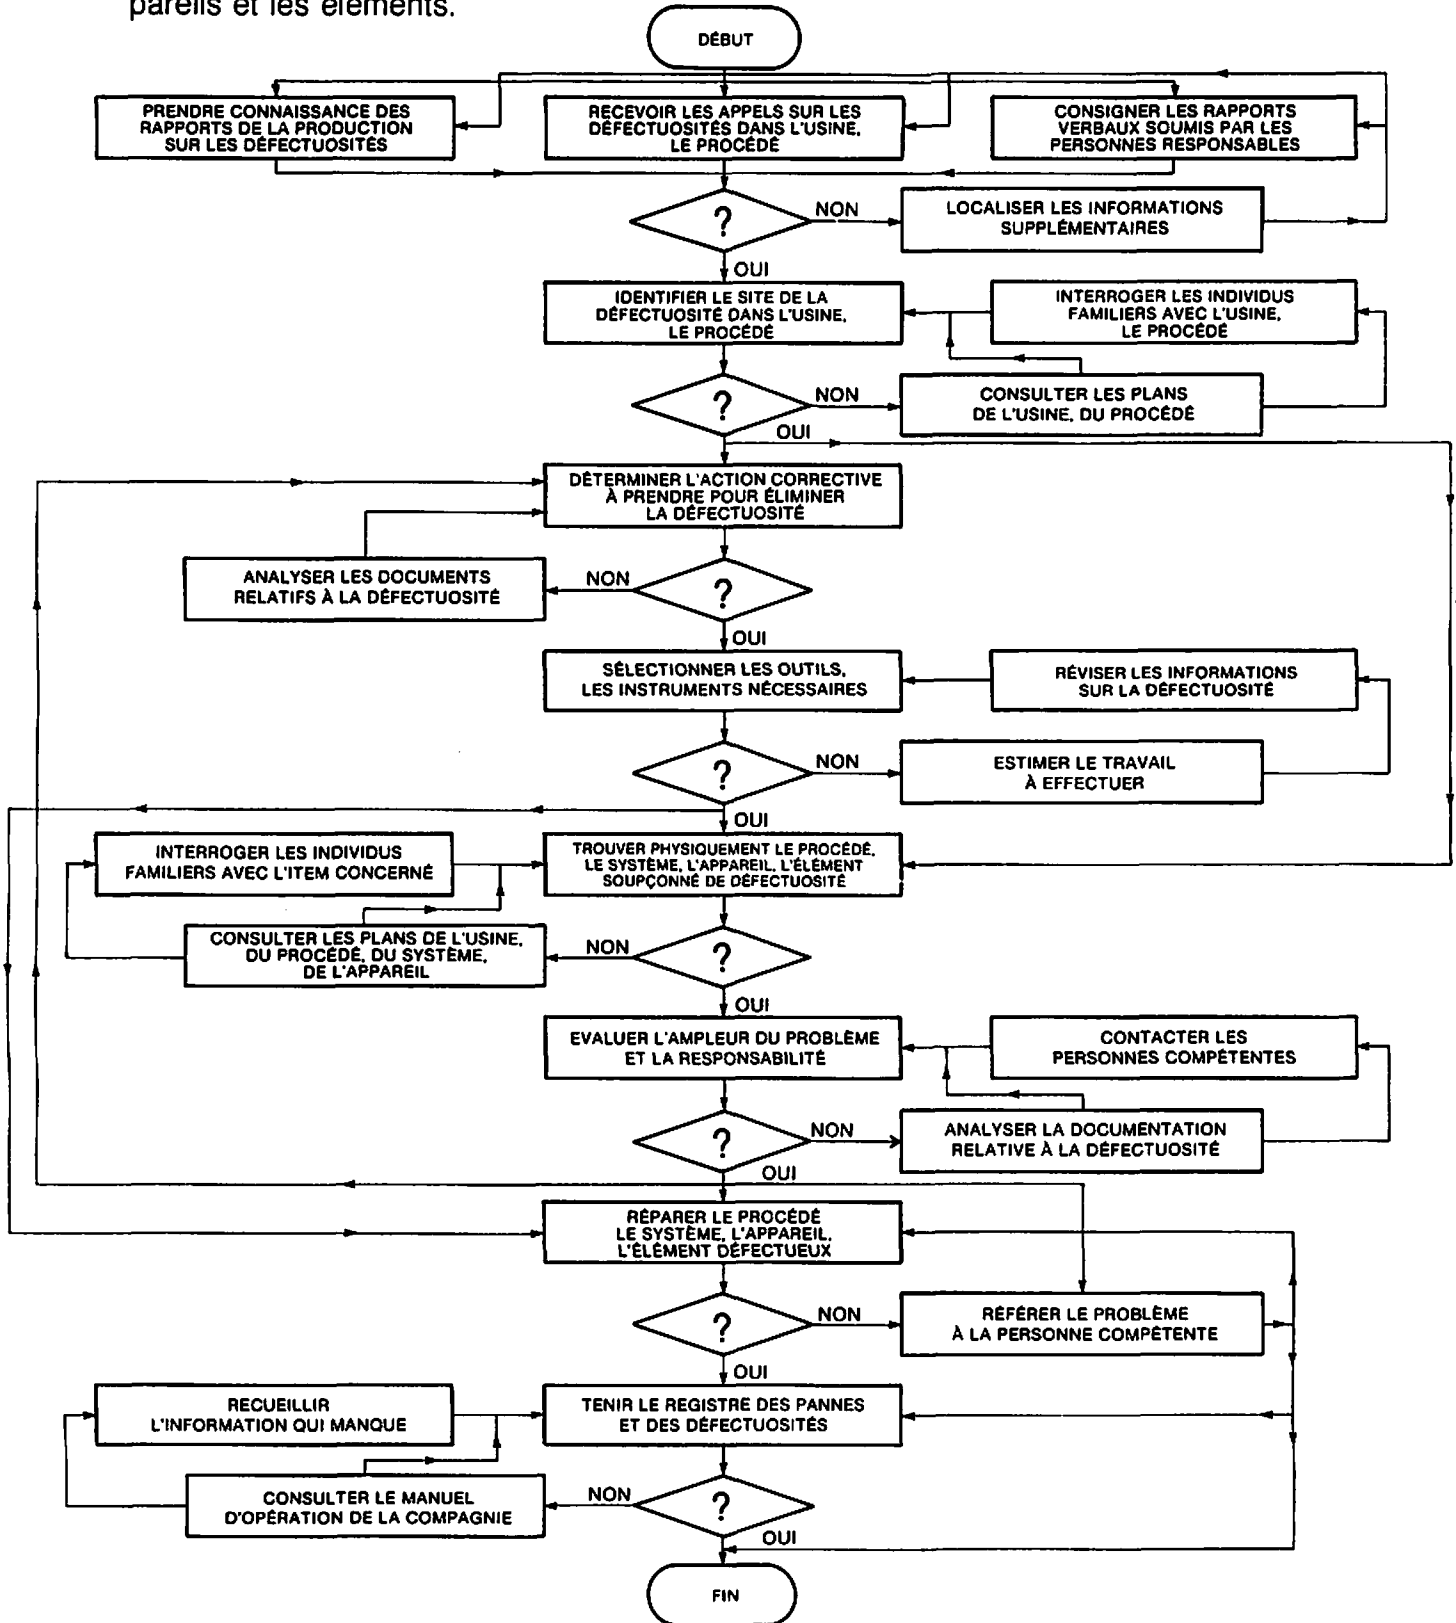 pareils et les éléments.
DÉBUT
PRENDRE CONNAISSANCE DES
RAPPORTS DE LA PRODUCTION
SUR LES DÉFECTUOSITÉS
RECEVOIR LES APPELS SUR LES
DÉFECTUOSITÉS DANS L'USINE,
LE PROCÉDÉ
CONSIGNER LES RAPPORTS
VERBAUX SOUMIS PAR LES
PERSONNES RESPONSABLES
?
NON
LOCALISER LES INFORMATIONS
SUPPLÉMENTAIRES
OUI
IDENTIFIER LE SITE DE LA
DÉFECTUOSITÉ DANS L'USINE,
LE PROCÉDÉ
INTERROGER LES INDIVIDUS
FAMILIERS AVEC L'USINE,
LE PROCÉDÉ
?
NON
CONSULTER LES PLANS
DE L'USINE, DU PROCÉDÉ
OUI
DÉTERMINER L'ACTION CORRECTIVE
À PRENDRE POUR ÉLIMINER
LA DÉFECTUOSITÉ
ANALYSER LES DOCUMENTS
RELATIFS À LA DÉFECTUOSITÉ
NON
?
OUI
SÉLECTIONNER LES OUTILS,
LES INSTRUMENTS NÉCESSAIRES
RÉVISER LES INFORMATIONS
SUR LA DÉFECTUOSITÉ
?
NON
ESTIMER LE TRAVAIL
À EFFECTUER
OUI
INTERROGER LES INDIVIDUS
FAMILIERS AVEC L'ITEM CONCERNÉ
TROUVER PHYSIQUEMENT LE PROCÉDÉ,
LE SYSTÈME, L'APPAREIL, L'ÉLÉMENT
SOUPÇONNÉ DE DÉFECTUOSITÉ
CONSULTER LES PLANS DE L'USINE,
DU PROCÉDÉ, DU SYSTÈME,
DE L'APPAREIL
NON
?
OUI
EVALUER L'AMPLEUR DU PROBLÈME
ET LA RESPONSABILITÉ
CONTACTER LES
PERSONNES COMPÉTENTES
?
NON
ANALYSER LA DOCUMENTATION
RELATIVE À LA DÉFECTUOSITÉ
OUI
RÉPARER LE PROCÉDÉ
LE SYSTÈME, L'APPAREIL,
L'ÉLÉMENT DÉFECTUEUX
?
NON
RÉFÉRER LE PROBLÈME
À LA PERSONNE COMPÉTENTE
OUI
RECUEILLIR
L'INFORMATION QUI MANQUE
TENIR LE REGISTRE DES PANNES
ET DES DÉFECTUOSITÉS
CONSULTER LE MANUEL
D'OPÉRATION DE LA COMPAGNIE
NON
?
OUI
FIN